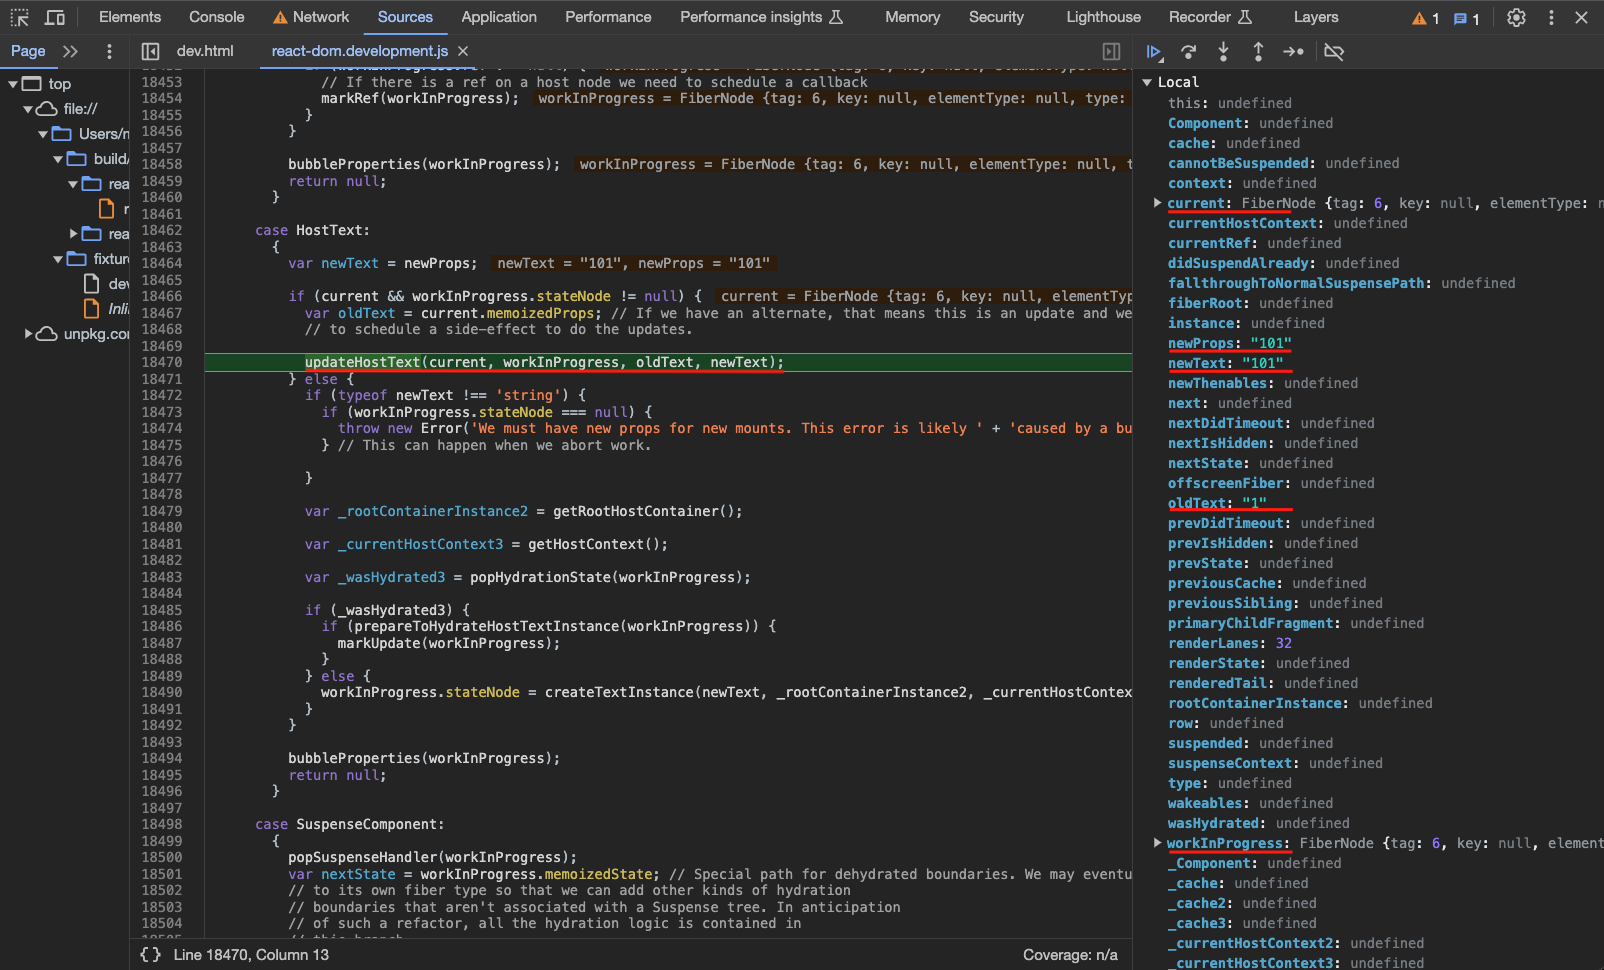 Elements Console Network Sources Application Performance Performance insights Memory Security Lighthouse Recorder Layers 1 1
Page dev.html react-dom.development.js
top
file://
Users/
build/
rea
rea
fixture
dev
Inli
unpkg.co
18453 // If there is a ref on a host node we need to schedule a callback
18454 markRef(workInProgress); workInProgress = FiberNode {tag: 6, key: null, elementType: null, type:
18455 }
18456 }
18457
18458 bubbleProperties(workInProgress); workInProgress = FiberNode {tag: 6, key: null, elementType: null, t
18459 return null;
18460 }
18461
18462 case HostText:
18463 {
18464 var newText = newProps; newText = "101", newProps = "101"
18465
18466 if (current && workInProgress.stateNode != null) { current = FiberNode {tag: 6, key: null, elementTyp
18467 var oldText = current.memoizedProps; // If we have an alternate, that means this is an update and we
18468 // to schedule a side-effect to do the updates.
18469
18470 updateHostText(current, workInProgress, oldText, newText);
18471 } else {
18472 if (typeof newText !== 'string') {
18473 if (workInProgress.stateNode === null) {
18474 throw new Error('We must have new props for new mounts. This error is likely ' + 'caused by a bu
18475 } // This can happen when we abort work.
18476
18477 }
18478
18479 var _rootContainerInstance2 = getRootHostContainer();
18480
18481 var _currentHostContext3 = getHostContext();
18482
18483 var _wasHydrated3 = popHydrationState(workInProgress);
18484
18485 if (_wasHydrated3) {
18486 if (prepareToHydrateHostTextInstance(workInProgress)) {
18487 markUpdate(workInProgress);
18488 }
18489 } else {
18490 workInProgress.stateNode = createTextInstance(newText, _rootContainerInstance2, _currentHostContex
18491 }
18492 }
18493
18494 bubbleProperties(workInProgress);
18495 return null;
18496 }
18497
18498 case SuspenseComponent:
18499 {
18500 popSuspenseHandler(workInProgress);
18501 var nextState = workInProgress.memoizedState; // Special path for dehydrated boundaries. We may eventu
18502 // to its own fiber type so that we can add other kinds of hydration
18503 // boundaries that aren't associated with a Suspense tree. In anticipation
18504 // of such a refactor, all the hydration logic is contained in
{} Line 18470, Column 13 Coverage: n/a
Local
this: undefined
Component: undefined
cache: undefined
cannotBeSuspended: undefined
context: undefined
current: FiberNode {tag: 6, key: null, elementType: n
currentHostContext: undefined
currentRef: undefined
didSuspendAlready: undefined
fallthroughToNormalSuspensePath: undefined
fiberRoot: undefined
instance: undefined
newProps: "101"
newText: "101"
newThenables: undefined
next: undefined
nextDidTimeout: undefined
nextIsHidden: undefined
nextState: undefined
offscreenFiber: undefined
oldText: "1"
prevDidTimeout: undefined
prevIsHidden: undefined
prevState: undefined
previousCache: undefined
previousSibling: undefined
primaryChildFragment: undefined
renderLanes: 32
renderState: undefined
renderedTail: undefined
rootContainerInstance: undefined
row: undefined
suspended: undefined
suspenseContext: undefined
type: undefined
wakeables: undefined
wasHydrated: undefined
workInProgress: FiberNode {tag: 6, key: null, element
_Component: undefined
_cache: undefined
_cache2: undefined
_cache3: undefined
_currentHostContext2: undefined
_currentHostContext3: undefined